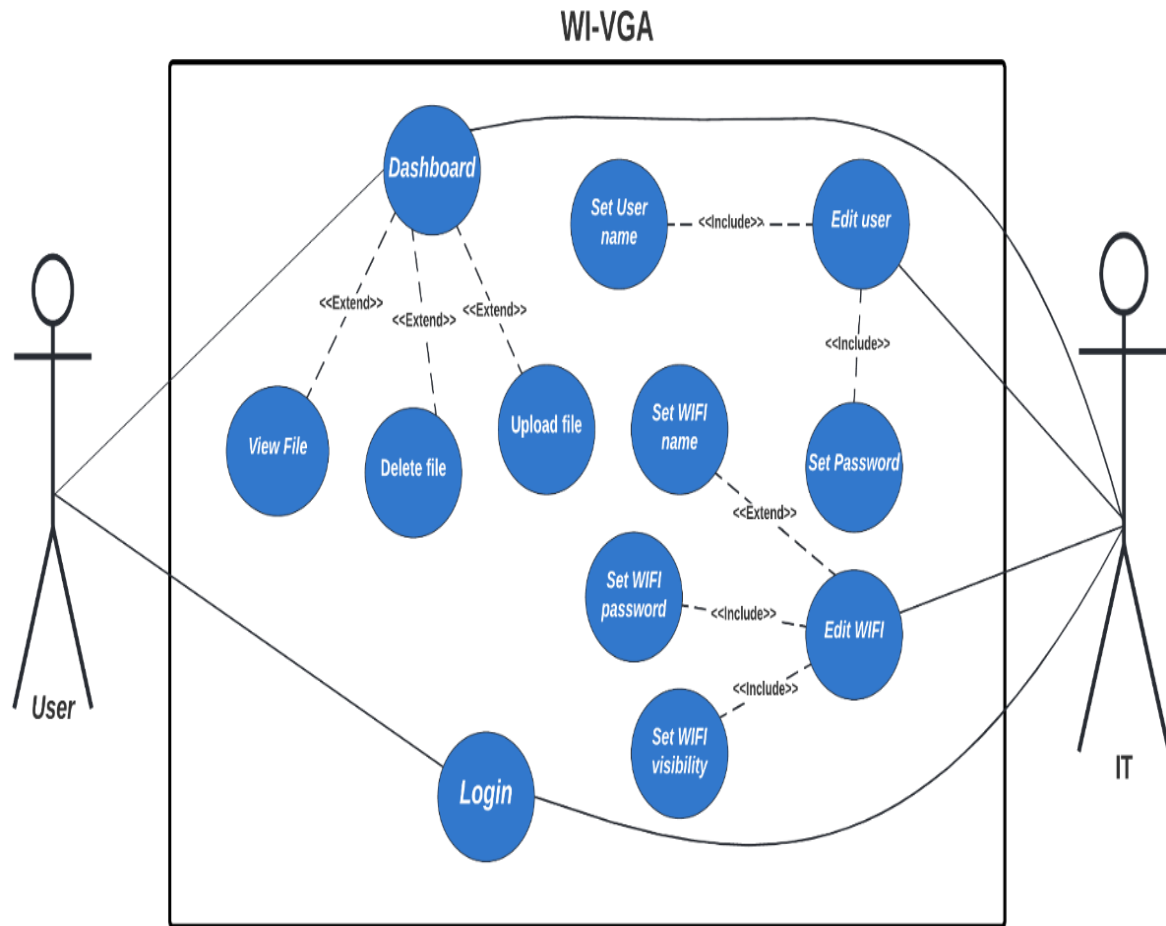 WI-VGA
Dashboard
Set User
name
<<Include>>
Edit user
<<Extend>>
<<Extend>>
<<Extend>>
<<Include>>
View File
Delete file
Upload file
Set WIFI
name
Set Password
<<Extend>>
Set WIFI
password
<<Include>>
Edit WIFI
<<Include>>
Set WIFI
visibility
Login
User
IT